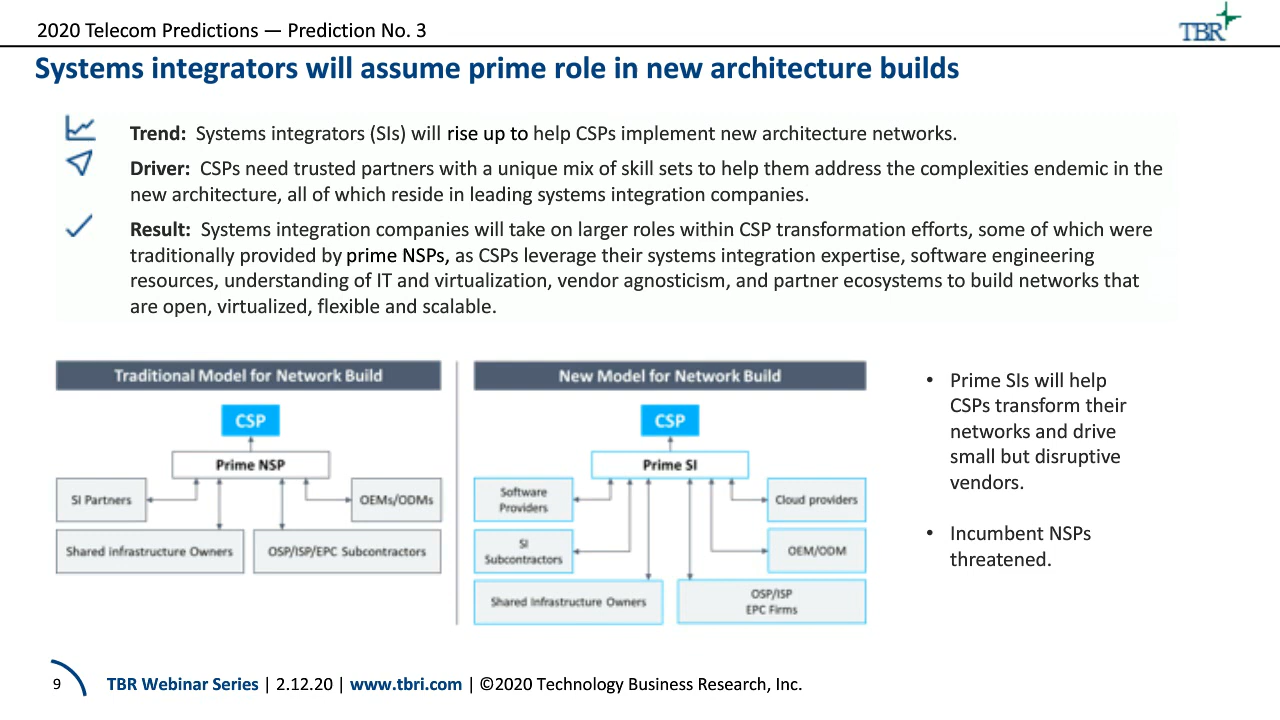 2020 Telecom Predictions — Prediction No. 3
TBR
Systems integrators will assume prime role in new architecture builds
Trend: Systems integrators (SIs) will rise up to help CSPs implement new architecture networks.
Driver: CSPs need trusted partners with a unique mix of skill sets to help them address the complexities endemic in the
new architecture, all of which reside in leading systems integration companies.
Result: Systems integration companies will take on larger roles within CSP transformation efforts, some of which were
traditionally provided by prime NSPs, as CSPs leverage their systems integration expertise, software engineering
resources, understanding of IT and virtualization, vendor agnosticism, and partner ecosystems to build networks that
are open, virtualized, flexible and scalable.
Traditional Model for Network Build
CSP
Prime NSP
SI Partners
OEMs/ODMs
Shared infrastructure Owners
OSP/ISP/EPC Subcontractors
New Model for Network Build
CSP
Prime SI
Software
Providers
Cloud providers
SI
Subcontractors
OEM/ODM
Shared Infrastructure Owners
OSP/ISP
EPC Firms
• Prime SIs will help
CSPs transform their
networks and drive
small but disruptive
vendors.
• Incumbent NSPs
threatened.
9
TBR Webinar Series | 2.12.20 | www.tbri.com | ©2020 Technology Business Research, Inc.